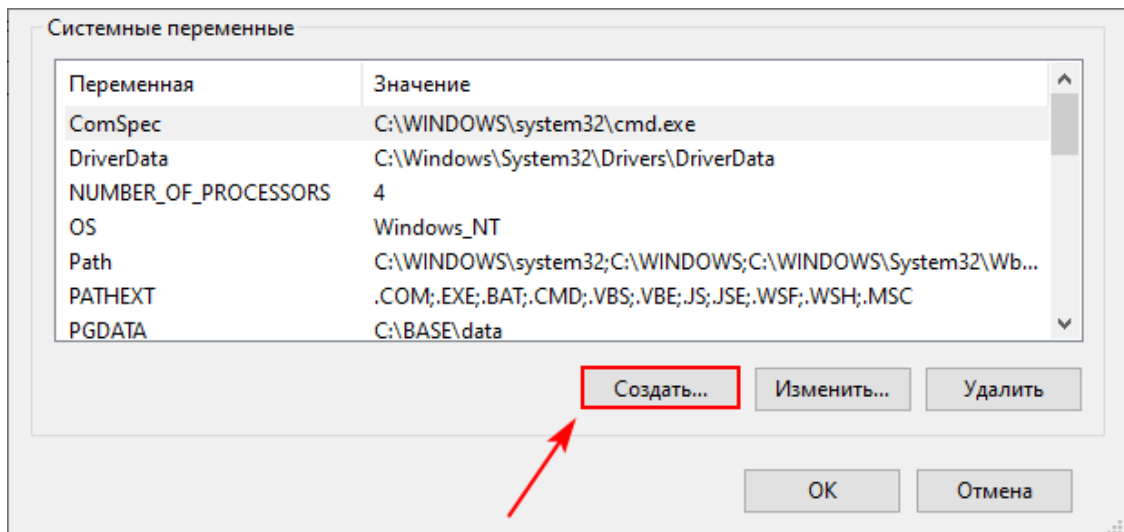 Системные переменные
Переменная Значение
ComSpec C:\WINDOWS\system32\cmd.exe
DriverData C:\Windows\System32\Drivers\DriverData
NUMBER_OF_PROCESSORS 4
OS Windows_NT
Path C:\WINDOWS\system32;C:\WINDOWS;C:\WINDOWS\System32\Wb...
PATHEXT .COM;.EXE;.BAT;.CMD;.VBS;.VBE;.JS;.JSE;.WSF;.WSH;.MSC
PGDATA C:\BASE\data
Создать... Изменить... Удалить
OK Отмена